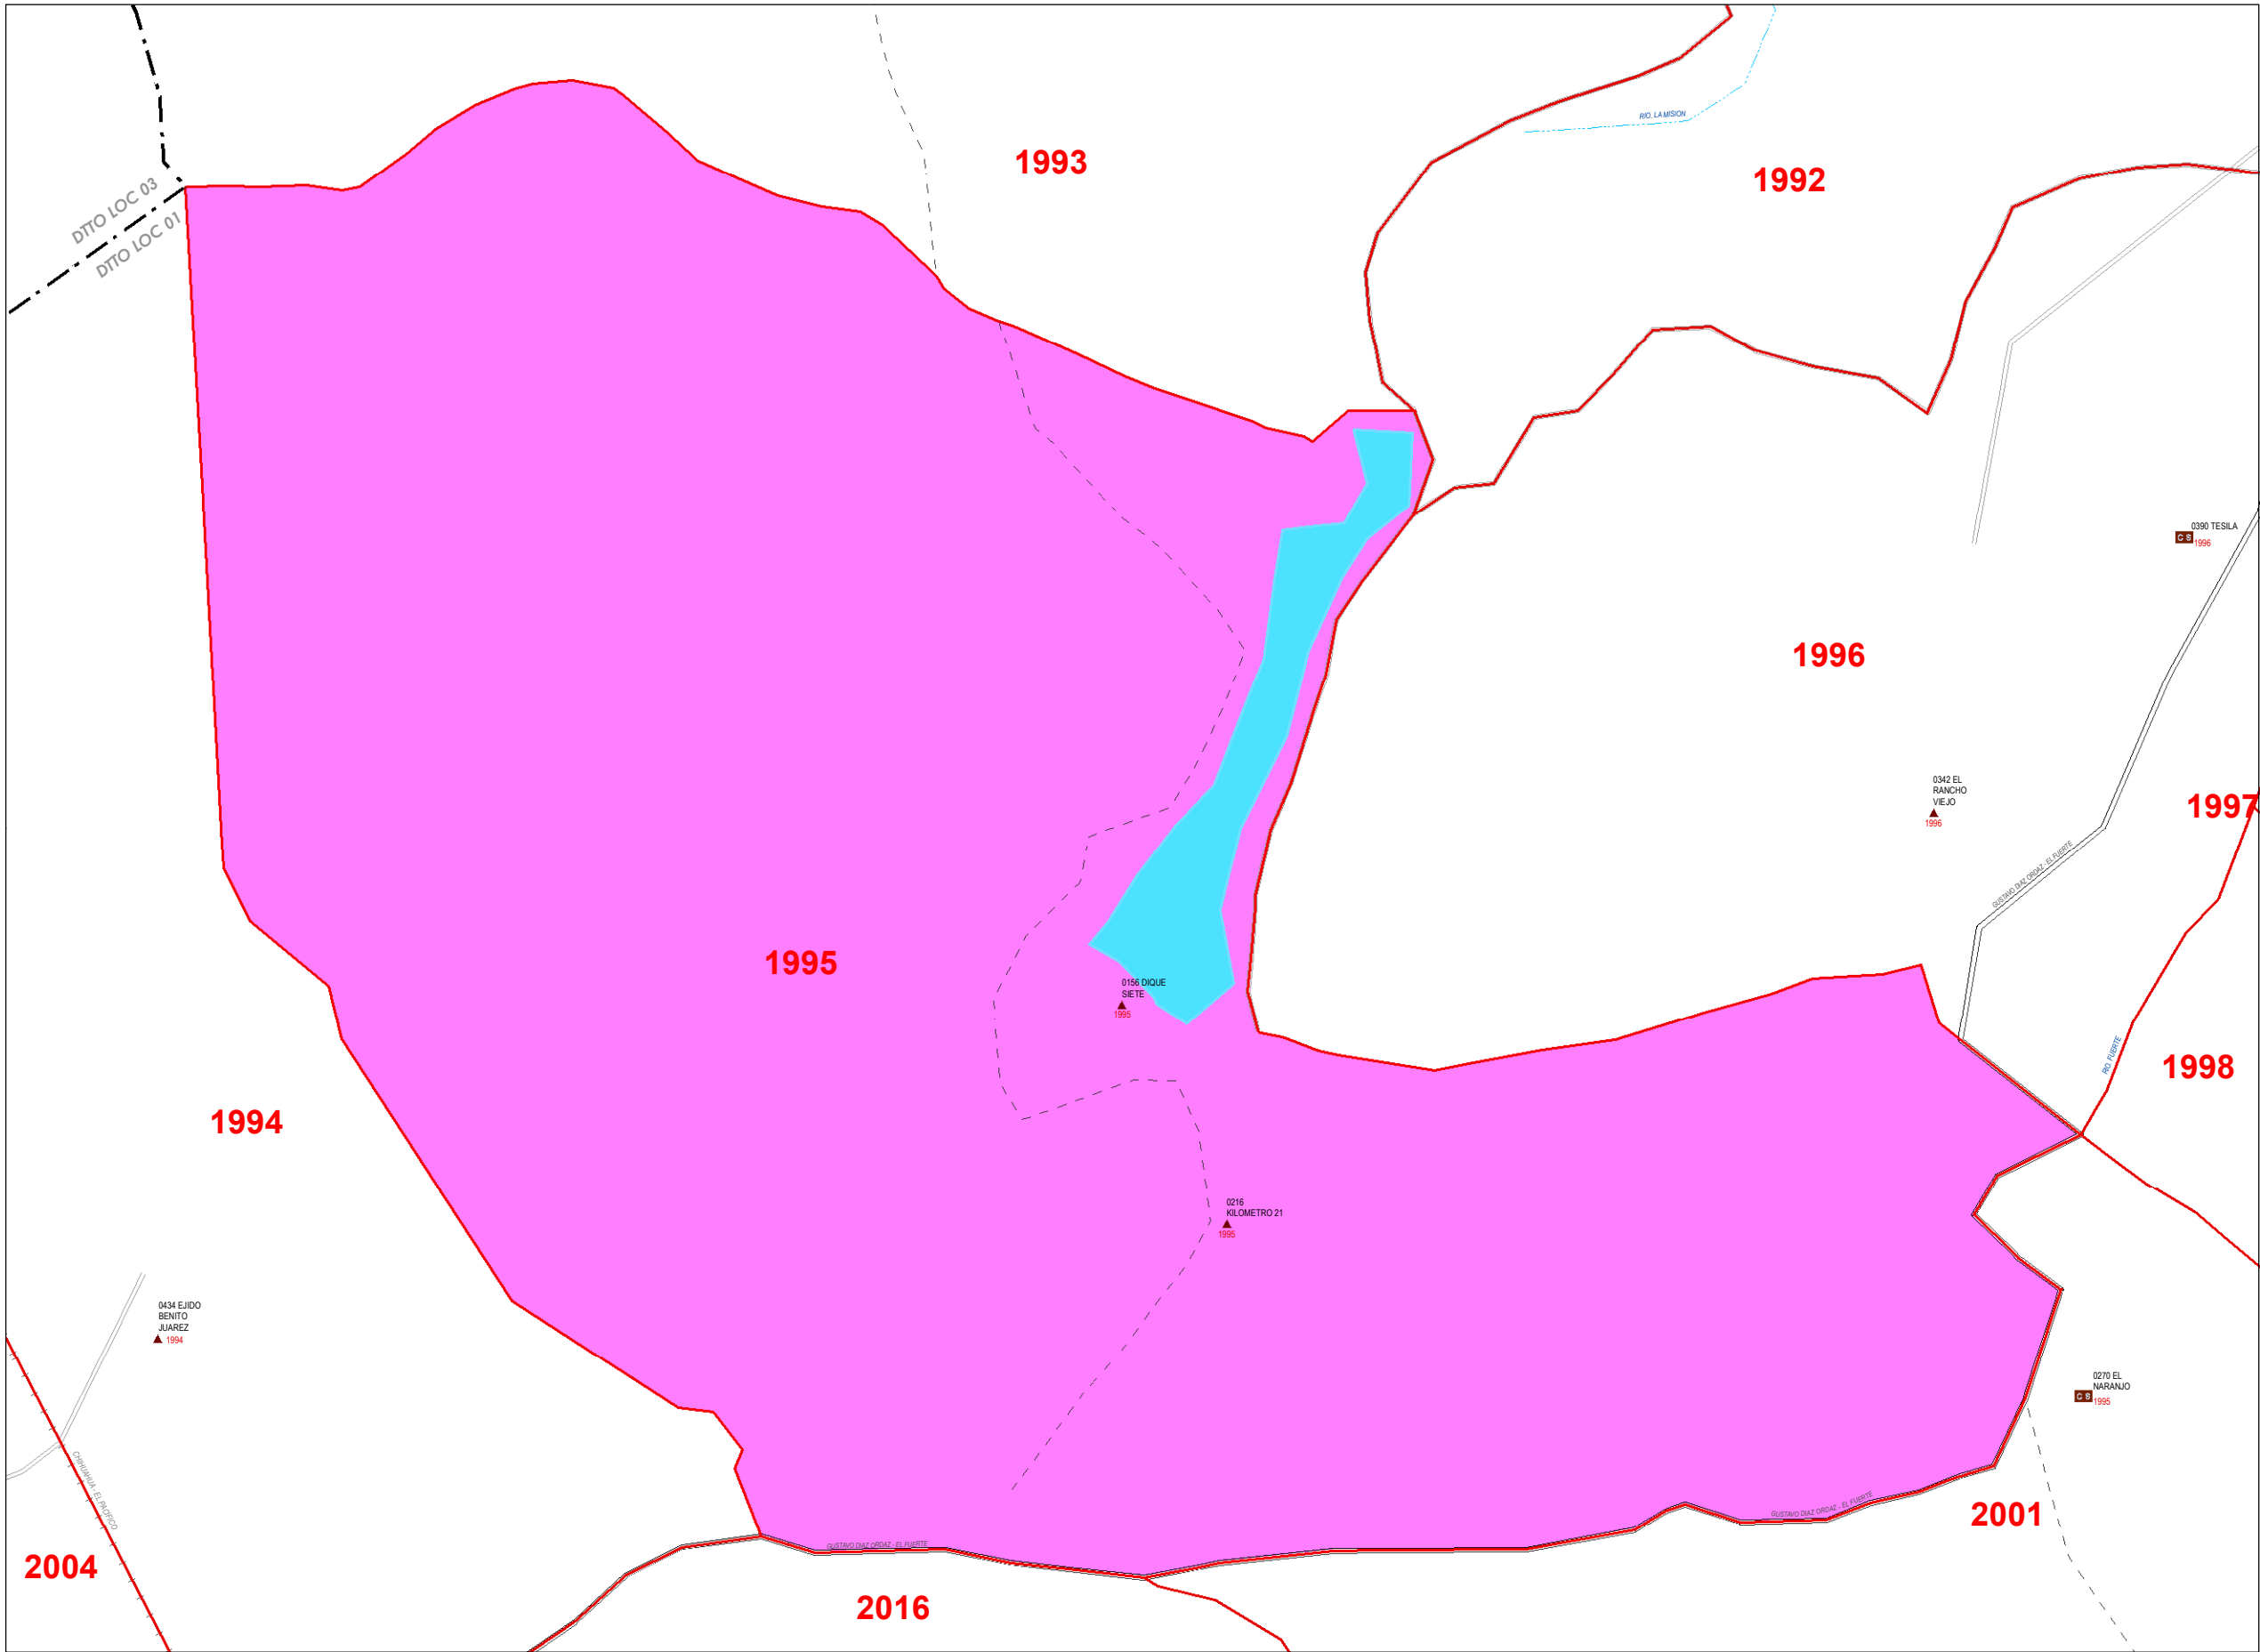 RIO. LA MISION
1993
1992
DTTO LOC 03
DTTO LOC 01
0390 TESILA
C S
1996
1996
0342 EL
RANCHO
VIEJO
1996
1997
GUSTAVO DIAZ ORDAZ - EL FUERTE
1995
0156 DIQUE
SIETE
1995
RIO. FUERTE
1998
1994
0216
KILOMETRO 21
1995
0434 EJIDO
BENITO
JUAREZ
1994
0270 EL
NARANJO
C S
1995
CHIHUAHUA - EL PACIFICO
GUSTAVO DIAZ ORDAZ - EL FUERTE
2001
GUSTAVO DIAZ ORDAZ - EL FUERTE
2004
2016